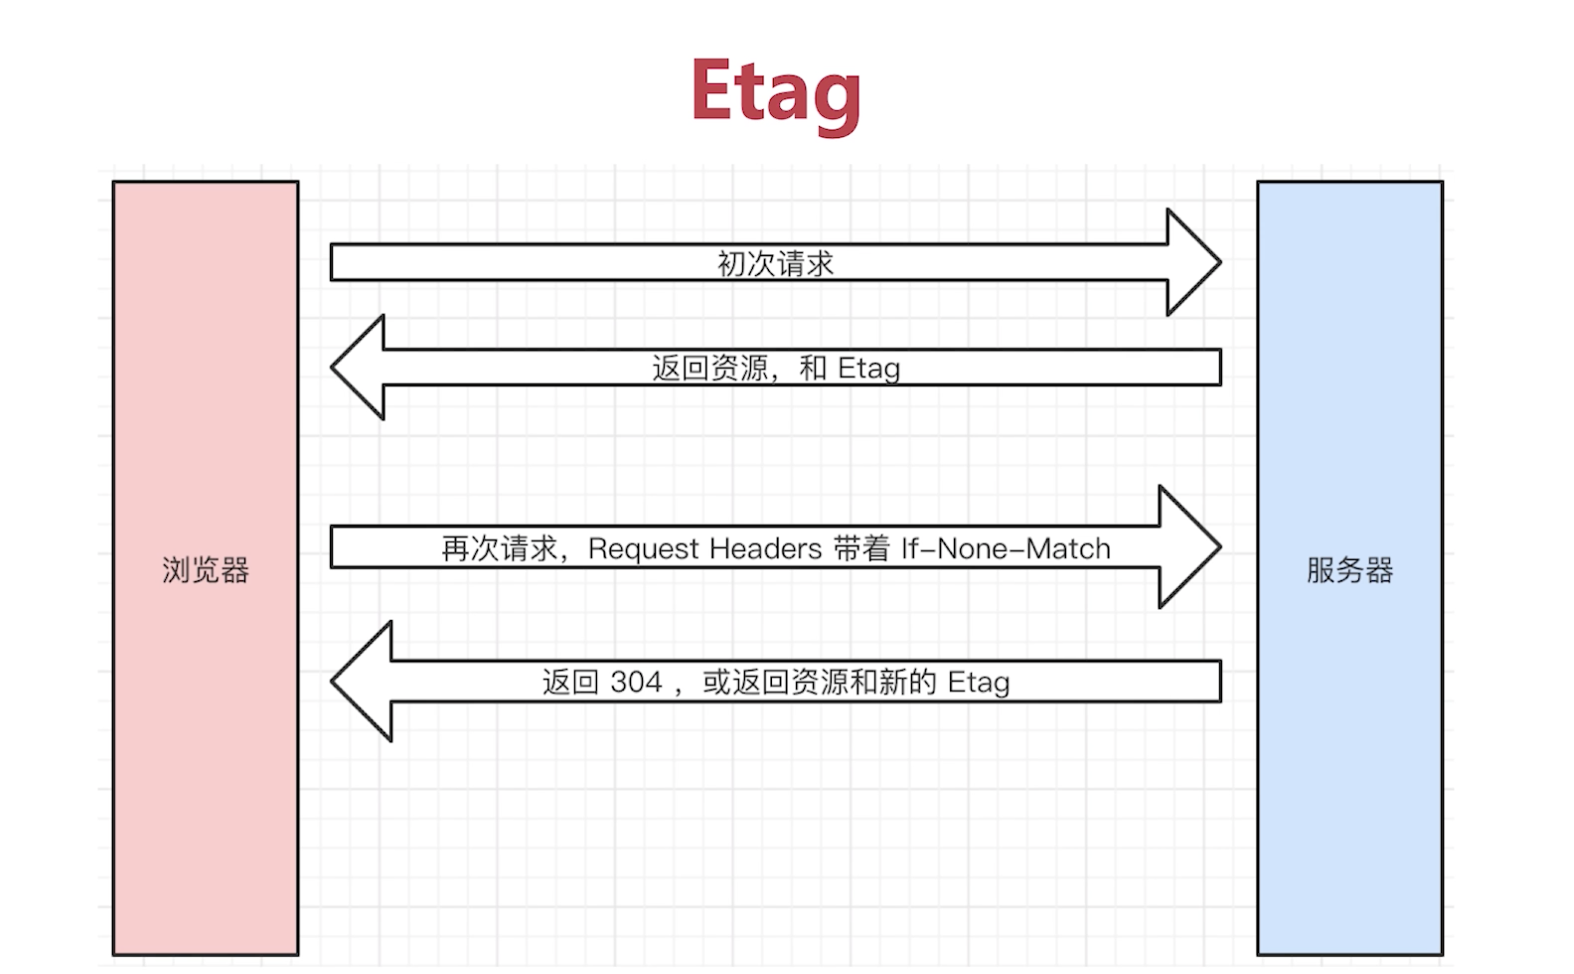 Etag
初次请求
返回资源，和 Etag
再次请求，Request Headers 带着 If-None-Match
浏览器
服务器
返回 304 ，或返回资源和新的 Etag